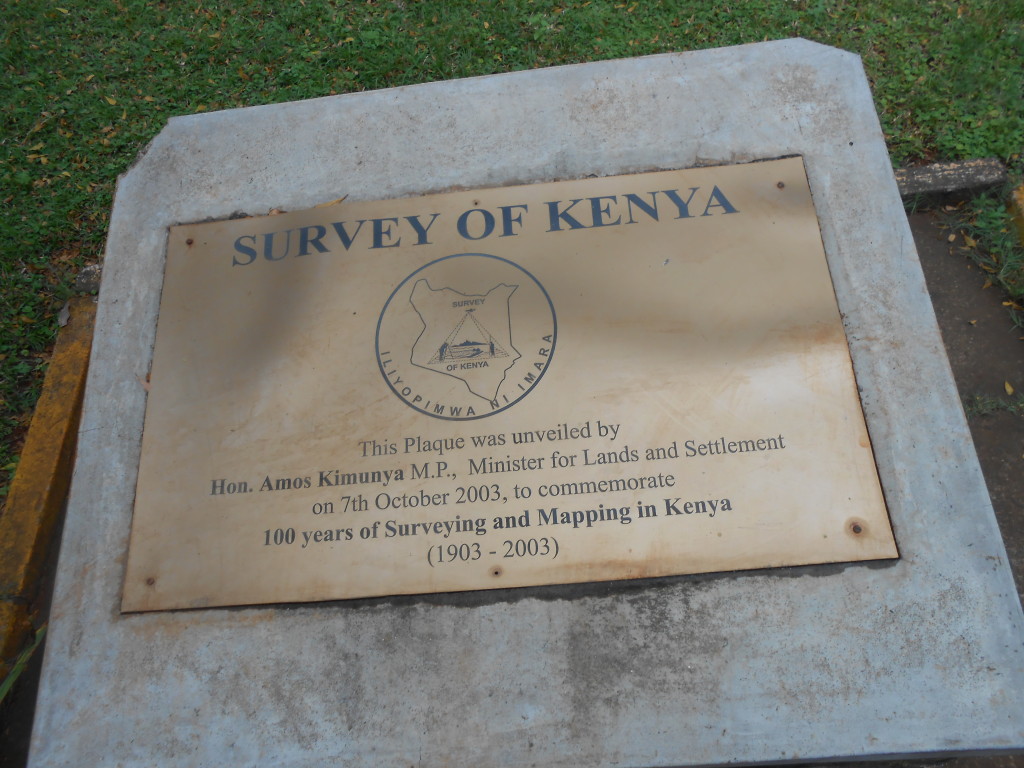 SURVEY OF KENYA
SURVEY
OF KENYA
ILIYOPIMWA NI IMARA
This Plaque was unveiled by
Hon. Amos Kimunya M.P., Minister for Lands and Settlement
on 7th October 2003, to commemorate
100 years of Surveying and Mapping in Kenya
(1903 - 2003)